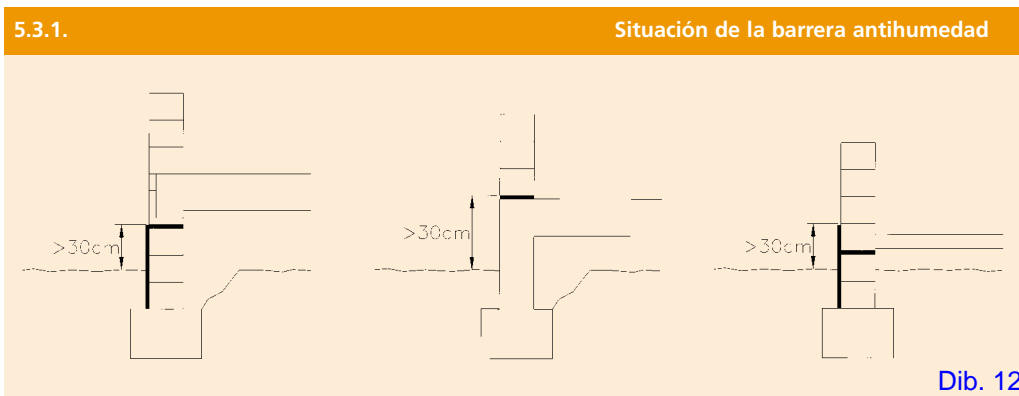 5.3.1. Situación de la barrera antihumedad
>30cm
>30cm
>30cm
Dib. 12